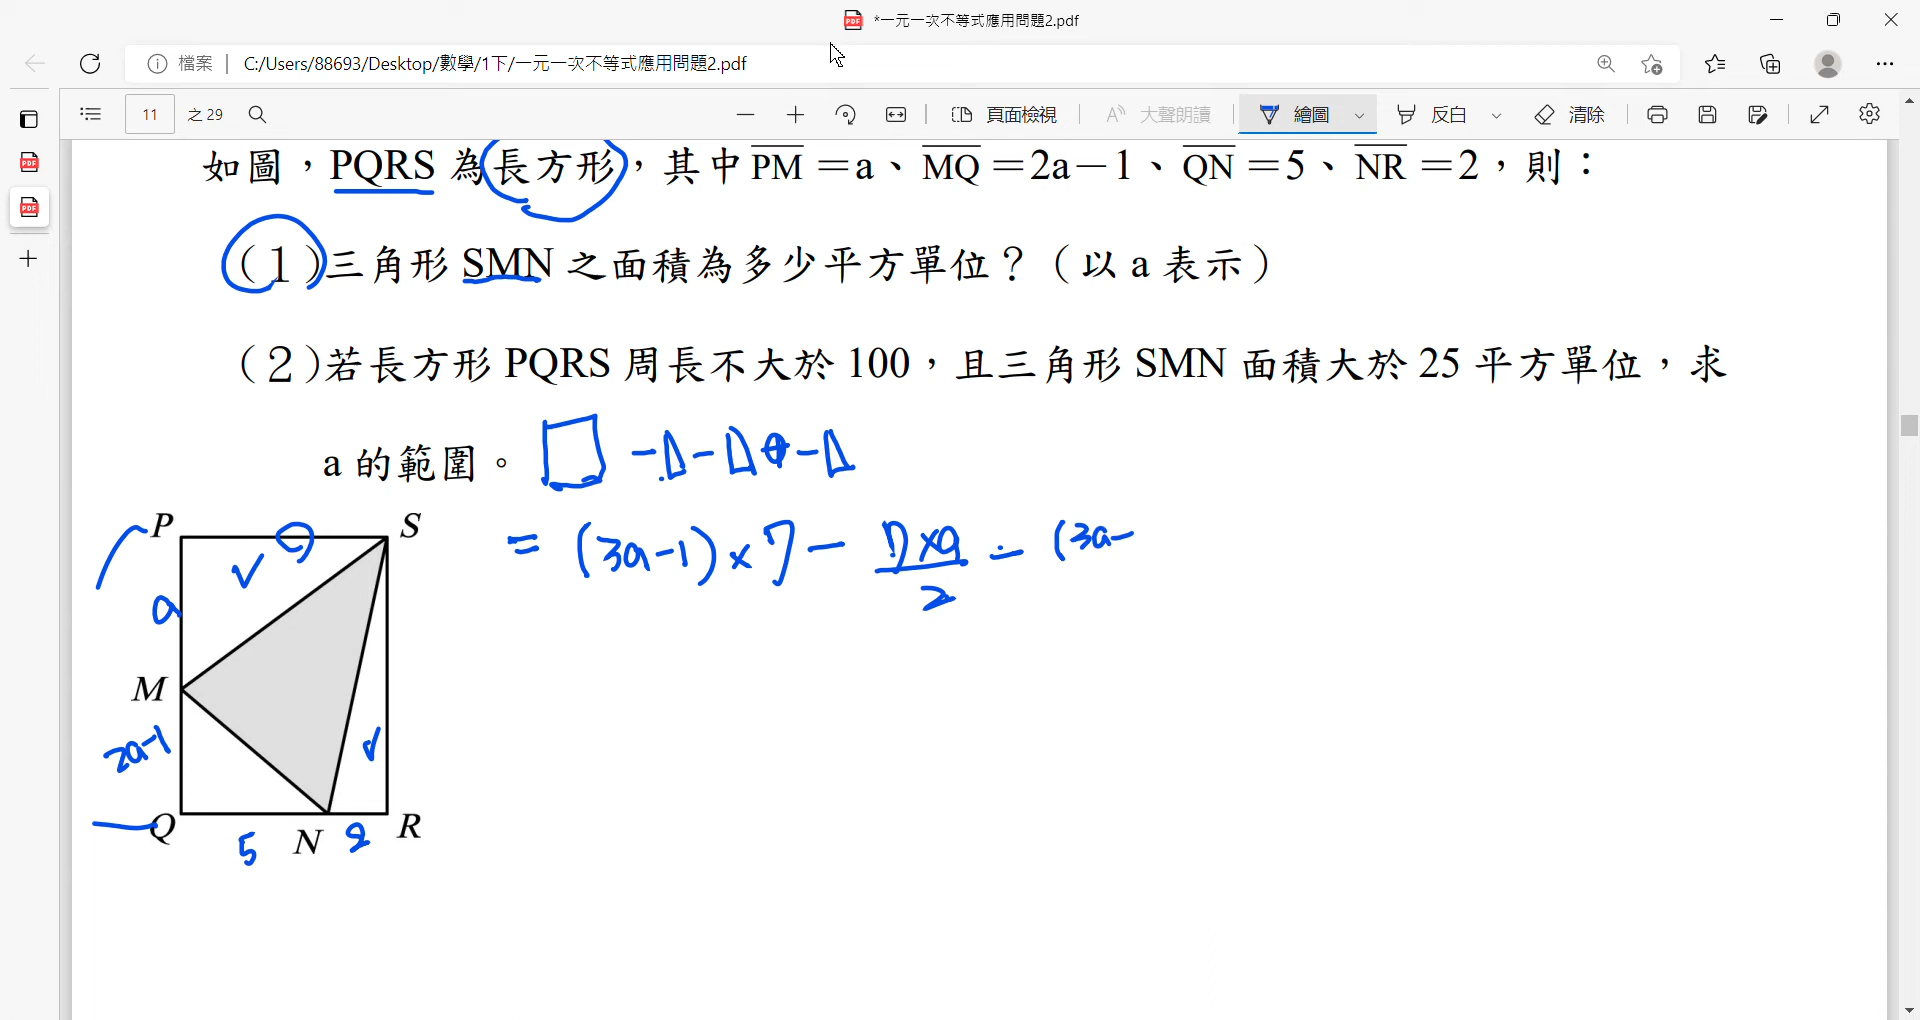 *一元一次不等式應用問題2.pdf
檔案 C:/Users/88693/Desktop/數學/1下/一元一次不等式應用問題2.pdf
11 之 29 頁面檢視 大聲朗讀 繪圖 反白 清除
如圖，PQRS 為長方形，其中 PM＝a、MQ＝2a－1、QN＝5、NR＝2，則：
（1）三角形 SMN 之面積為多少平方單位？（以 a 表示）
（2）若長方形 PQRS 周長不大於 100，且三角形 SMN 面積大於 25 平方單位，求
a 的範圍。
= (3a-1)×7 - 7×a/2 - (3a-
P S
a
M
2a-1
Q N R
5 2